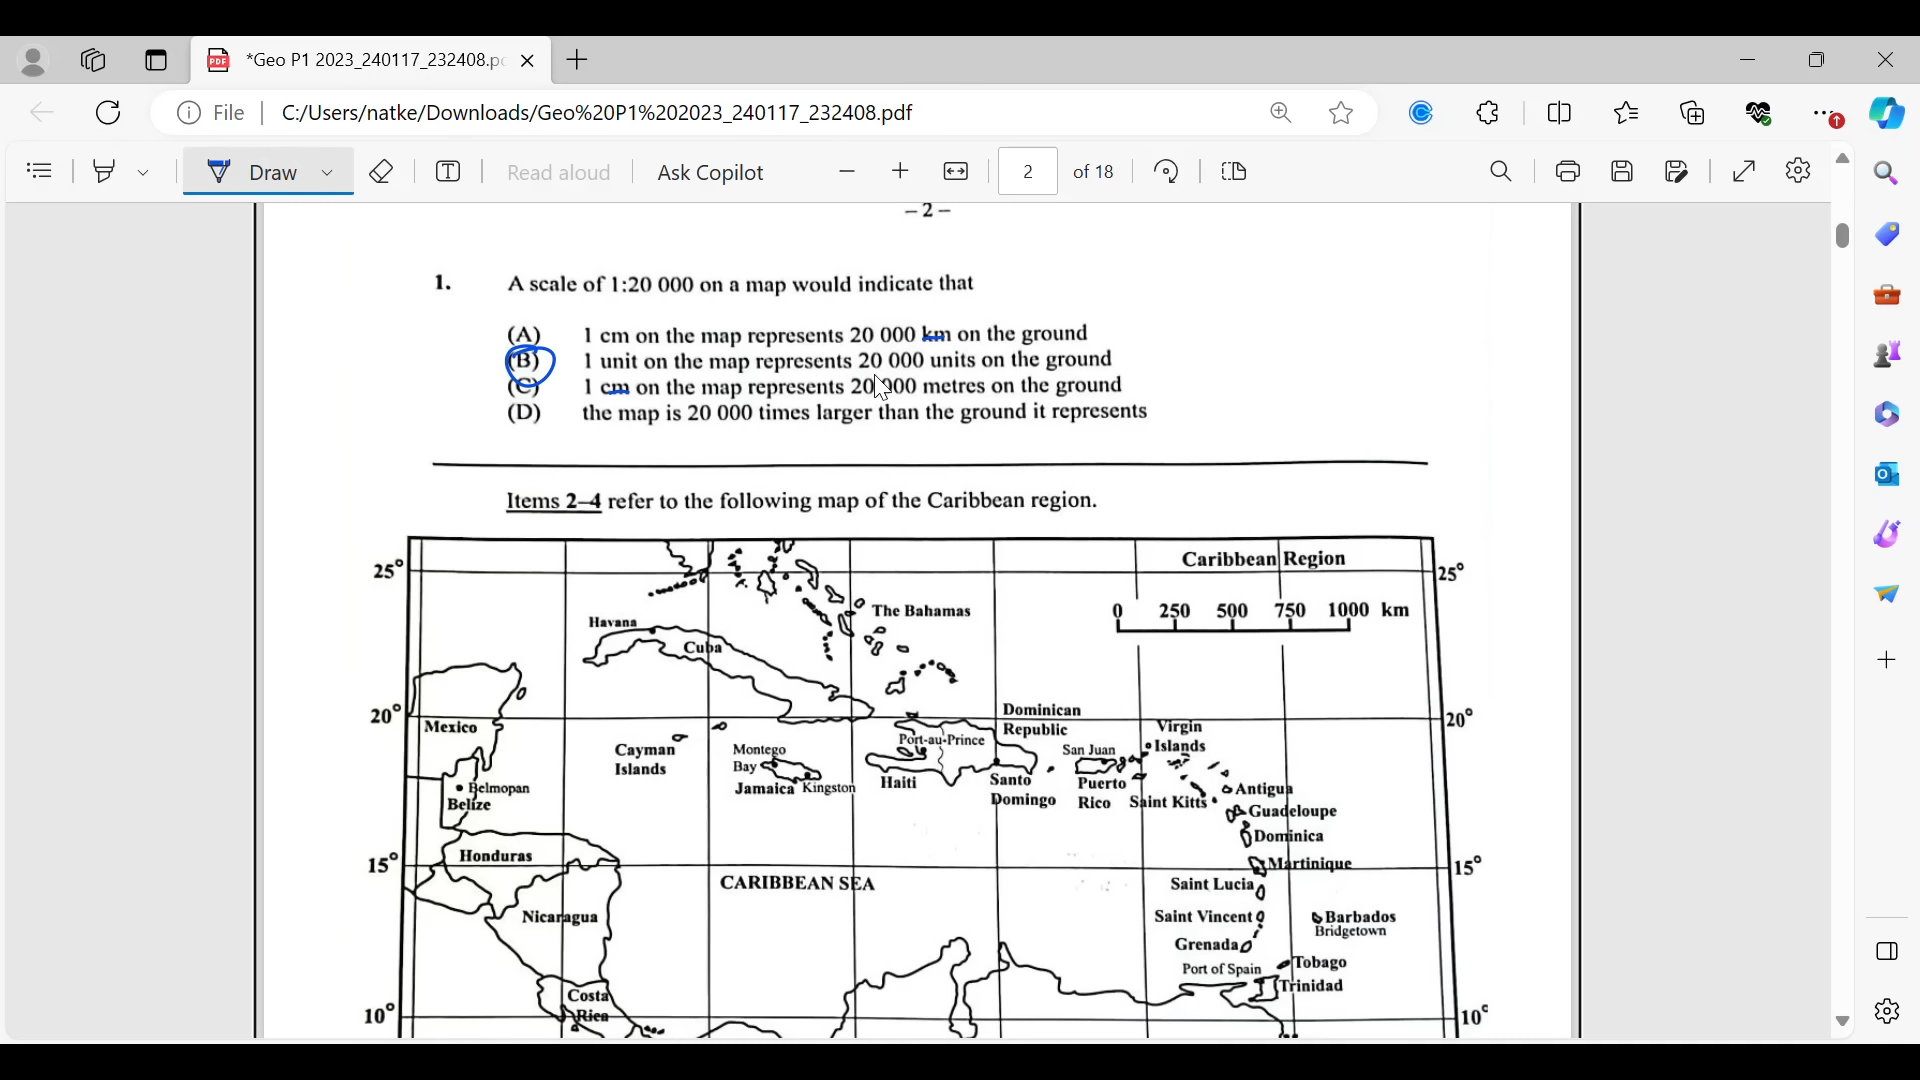 *Geo P1 2023_240117_232408.pd
File
C:/Users/natke/Downloads/Geo%20P1%202023_240117_232408.pdf
Draw
Read aloud
Ask Copilot
2
of 18
– 2 –
1. A scale of 1:20 000 on a map would indicate that
(A) 1 cm on the map represents 20 000 km on the ground
(B) 1 unit on the map represents 20 000 units on the ground
(C) 1 cm on the map represents 20 000 metres on the ground
(D) the map is 20 000 times larger than the ground it represents
Items 2–4 refer to the following map of the Caribbean region.
Caribbean Region
25°
25°
0 250 500 750 1000 km
The Bahamas
Havana
Cuba
20°
20°
Mexico
Dominican
Republic
Virgin
Islands
Cayman
Islands
Montego
Bay
Jamaica
Kingston
Port-au-Prince
Haiti
Santo
Domingo
San Juan
Puerto
Rico
Saint Kitts
Antigua
Belmopan
Belize
Guadeloupe
Dominica
15°
15°
Honduras
Martinique
CARIBBEAN SEA
Saint Lucia
Nicaragua
Saint Vincent
Barbados
Bridgetown
Grenada
Port of Spain
Tobago
Trinidad
Costa
Rica
10°
10°